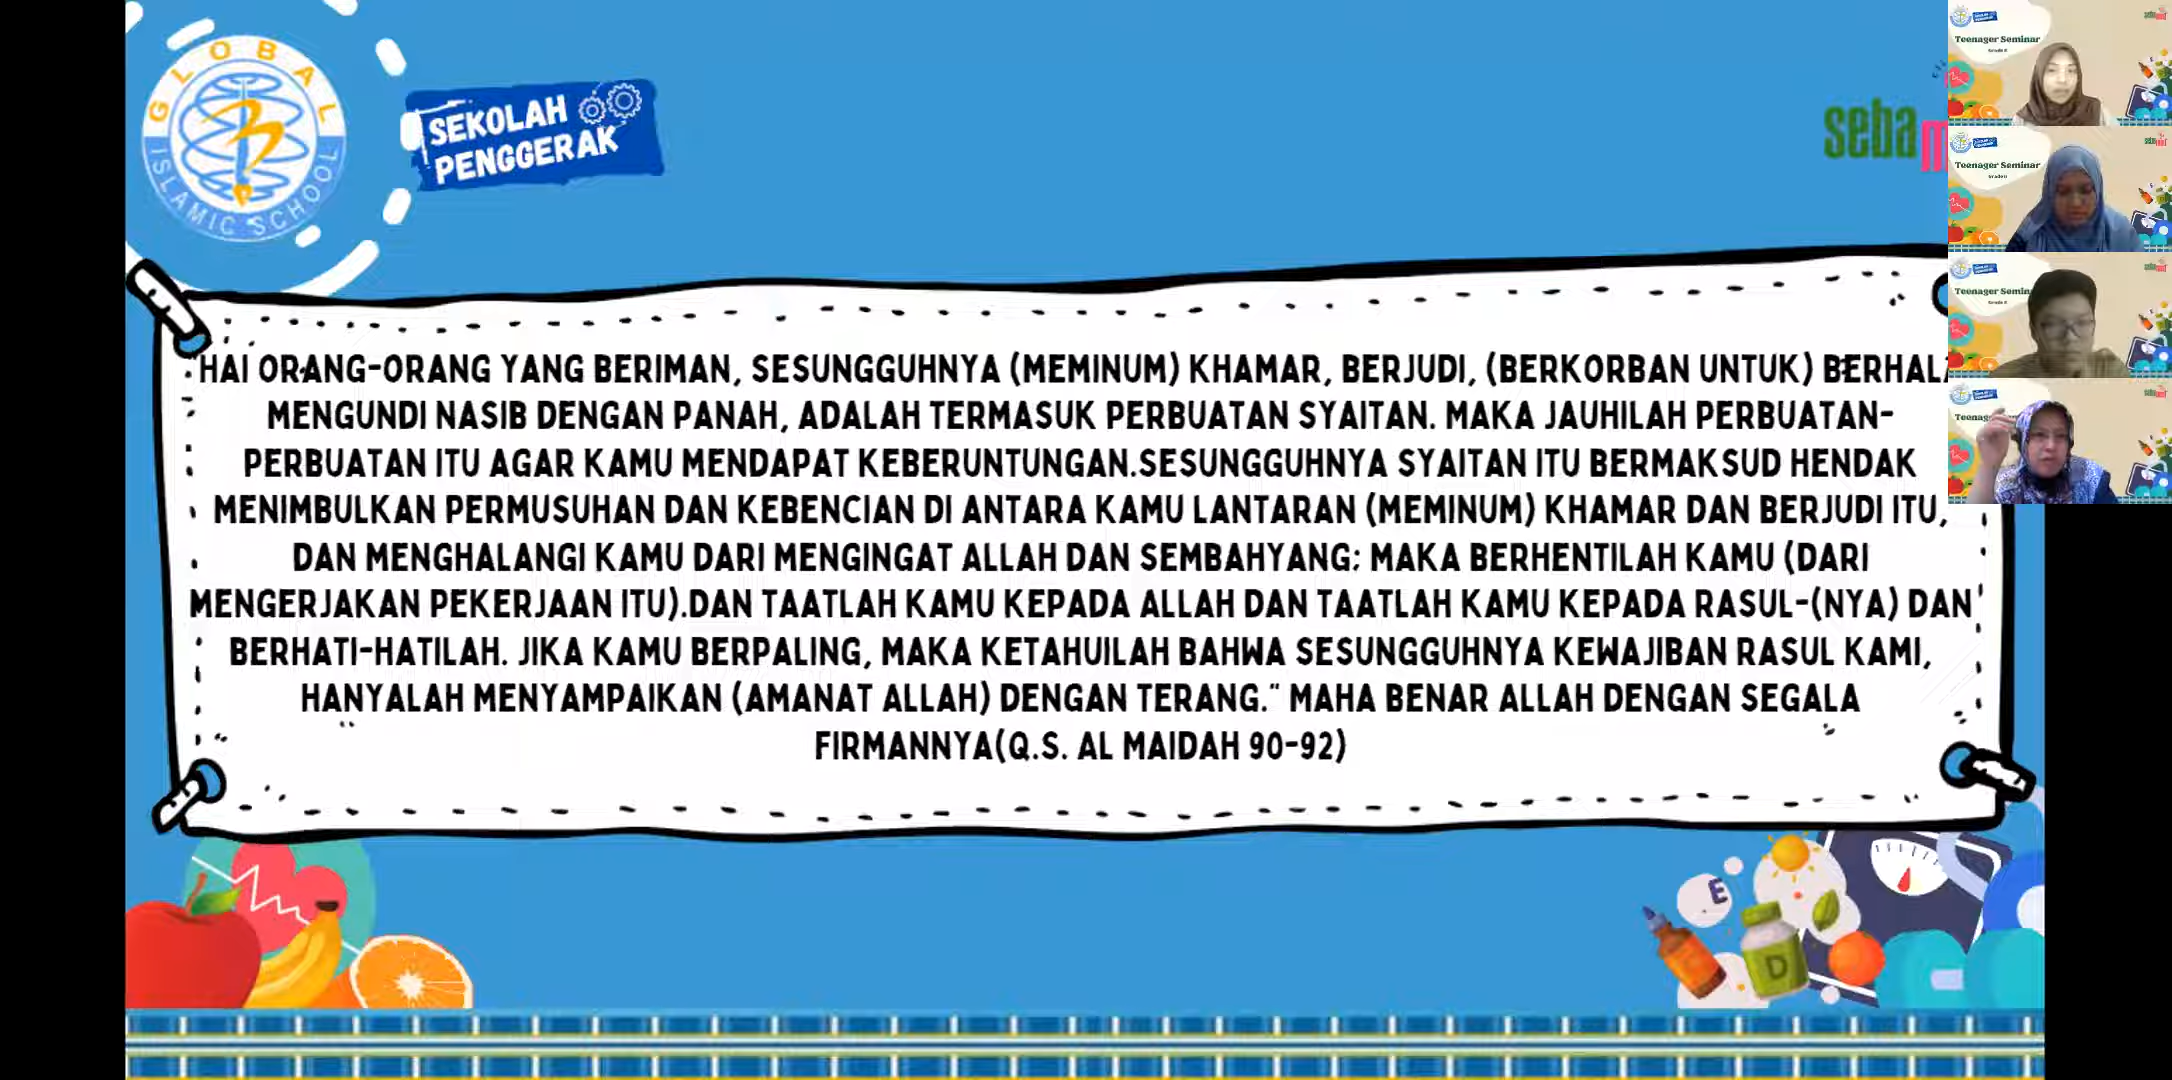 GLOBAL
ISLAMIC SCHOOL
SEKOLAH
PENGGERAK
seba
"HAI ORANG-ORANG YANG BERIMAN, SESUNGGUHNYA (MEMINUM) KHAMAR, BERJUDI, (BERKORBAN UNTUK)
MENGUNDI NASIB DENGAN PANAH, ADALAH TERMASUK PERBUATAN SYAITAN. MAKA JAUHILAH PERBUATAN-
PERBUATAN ITU AGAR KAMU MENDAPAT KEBERUNTUNGAN.SESUNGGUHNYA SYAITAN ITU BERMAKSUD HENDAK
MENIMBULKAN PERMUSUHAN DAN KEBENCIAN DI ANTARA KAMU LANTARAN (MEMINUM) KHAMAR DAN BERJUDI ITU,
DAN MENGHALANGI KAMU DARI MENGINGAT ALLAH DAN SEMBAHYANG; MAKA BERHENTILAH KAMU (DARI
MENGERJAKAN PEKERJAAN ITU).DAN TAATLAH KAMU KEPADA ALLAH DAN TAATLAH KAMU KEPADA RASUL-(NYA) DAN
BERHATI-HATILAH. JIKA KAMU BERPALING, MAKA KETAHUILAH BAHWA SESUNGGUHNYA KEWAJIBAN RASUL KAMI,
HANYALAH MENYAMPAIKAN (AMANAT ALLAH) DENGAN TERANG." MAHA BENAR ALLAH DENGAN SEGALA
FIRMANNYA(Q.S. AL MAIDAH 90-92)
E
D
Teenager Seminar
Teenager Seminar
Teenager